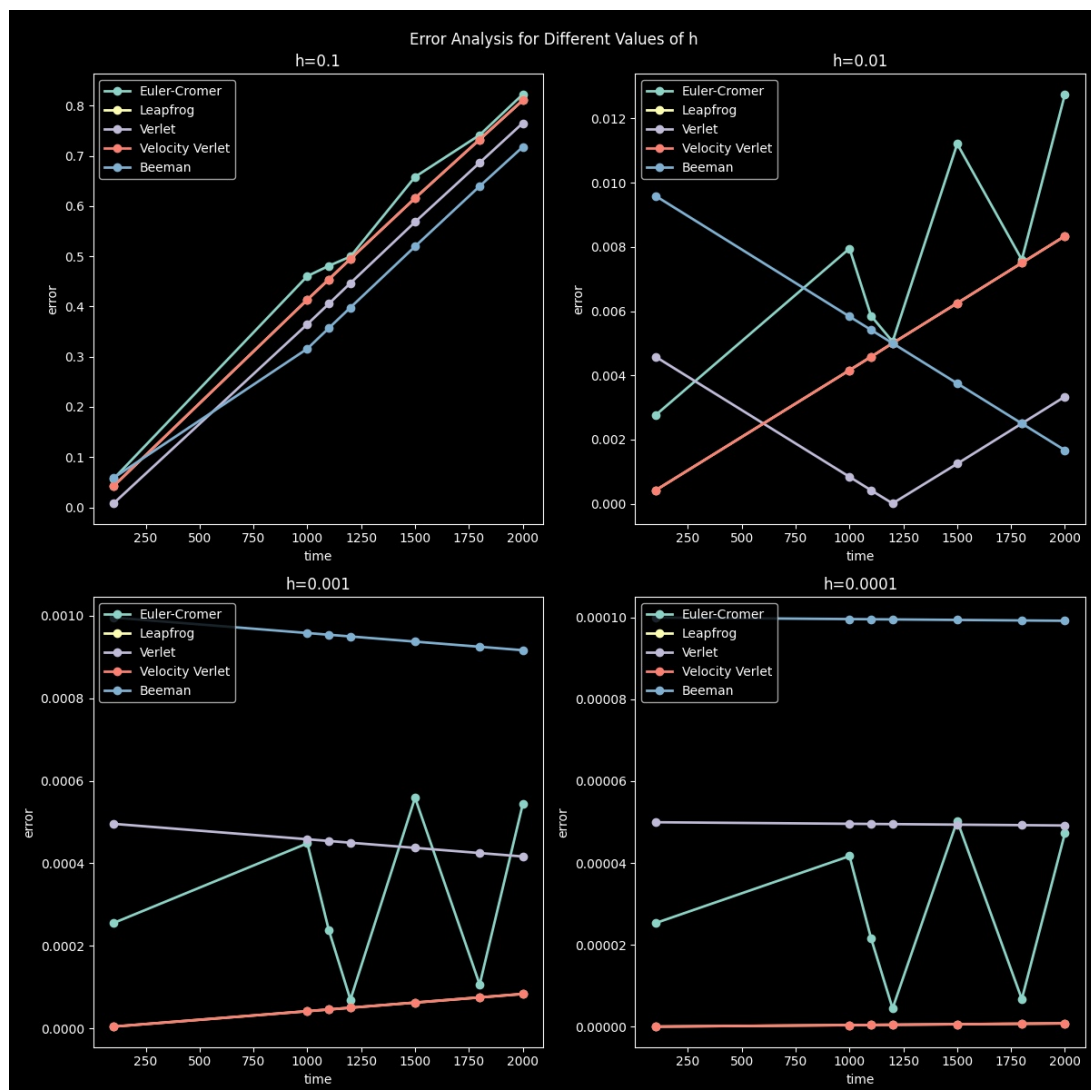 Error Analysis for Different Values of h
h=0.1
Euler-Cromer
Leapfrog
Verlet
Velocity Verlet
Beeman
error
0.8
0.7
0.6
0.5
0.4
0.3
0.2
0.1
0.0
250 500 750 1000 1250 1500 1750 2000
time
h=0.01
Euler-Cromer
Leapfrog
Verlet
Velocity Verlet
Beeman
error
0.012
0.010
0.008
0.006
0.004
0.002
0.000
250 500 750 1000 1250 1500 1750 2000
time
h=0.001
Euler-Cromer
Leapfrog
Verlet
Velocity Verlet
Beeman
error
0.0010
0.0008
0.0006
0.0004
0.0002
0.0000
250 500 750 1000 1250 1500 1750 2000
time
h=0.0001
Euler-Cromer
Leapfrog
Verlet
Velocity Verlet
Beeman
error
0.00010
0.00008
0.00006
0.00004
0.00002
0.00000
250 500 750 1000 1250 1500 1750 2000
time